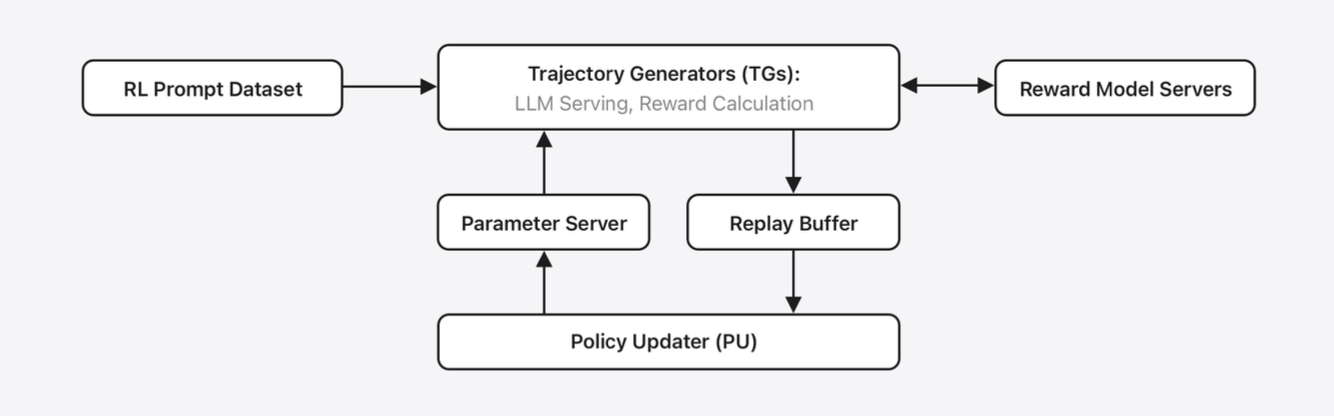 RL Prompt Dataset
Trajectory Generators (TGs):
LLM Serving, Reward Calculation
Reward Model Servers
Parameter Server
Replay Buffer
Policy Updater (PU)